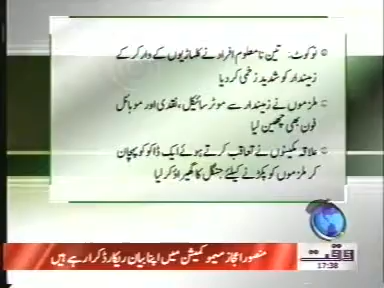 نوکوٹ: تین نامعلوم افراد نے کلہاڑیوں کے وار کر کے
زمیندار کو شدید زخمی کر دیا
ملزموں نے زمیندار سے موٹر سائیکل، نقدی اور موبائل
فون بھی چھین لیا
علاقہ مکینوں نے تعاقب کرتے ہوئے ایک ڈاکو کو پہچان
کر ملزموں کو پکڑنے کیلئے جنگل کا گھیراؤ کر لیا
وقت
17:38
منصور اعجاز میمو کمیشن میں اپنا بیان ریکارڈ کرا رہے ہیں